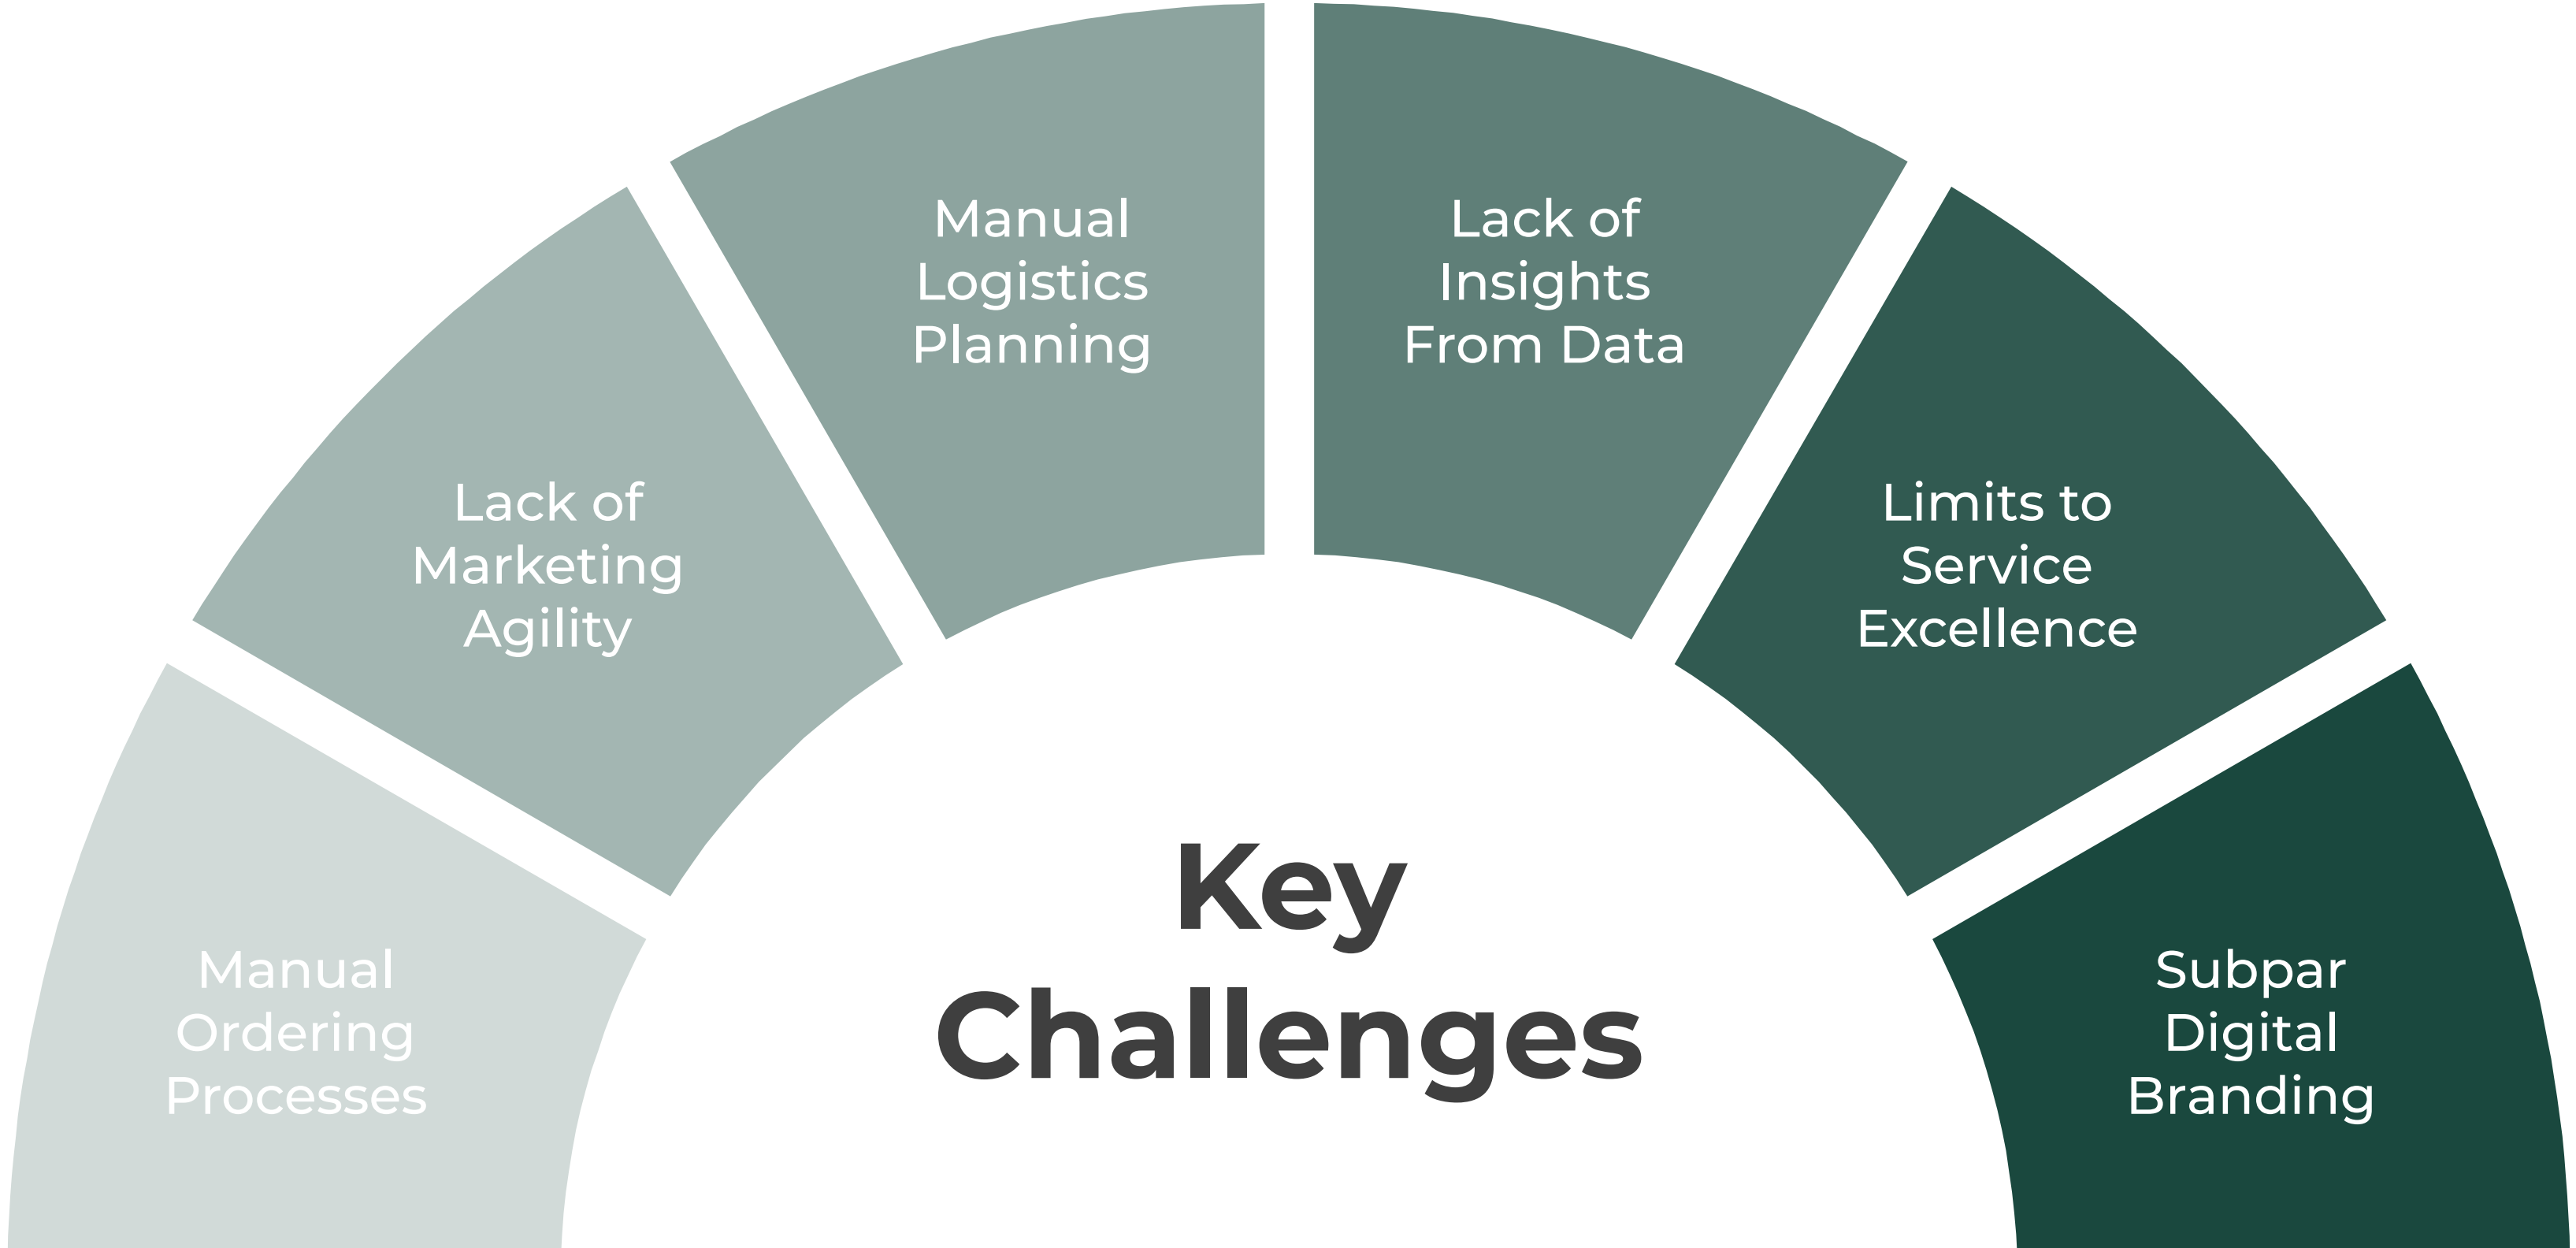 Manual
Ordering
Processes
Lack of
Marketing
Agility
Manual
Logistics
Planning
Lack of
Insights
From Data
Limits to
Service
Excellence
Subpar
Digital
Branding
Key
Challenges